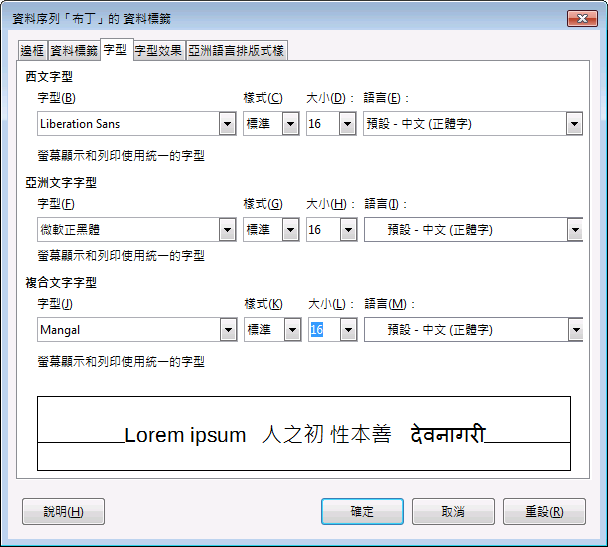 資料序列「布丁」的 資料標籤
邊框 資料標籤 字型 字型效果 亞洲語言排版式樣
西文字型
字型(B) 樣式(C) 大小(D)： 語言(E)：
Liberation Sans 標準 16 預設 - 中文 (正體字)
螢幕顯示和列印使用統一的字型
亞洲文字字型
字型(F) 樣式(G) 大小(H)： 語言(I)：
微軟正黑體 標準 16 預設 - 中文 (正體字)
螢幕顯示和列印使用統一的字型
複合文字字型
字型(J) 樣式(K) 大小(L)： 語言(M)：
Mangal 標準 16 預設 - 中文 (正體字)
螢幕顯示和列印使用統一的字型
Lorem ipsum 人之初 性本善 देवनागरी
說明(H) 確定 取消 重設(R)